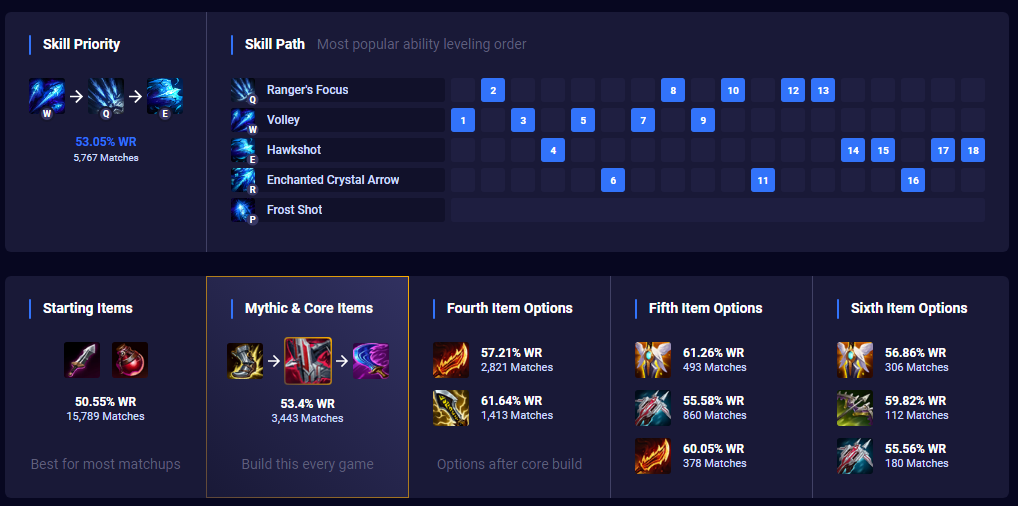 Skill Priority
W Q E
53.05% WR
5,767 Matches
Skill Path Most popular ability leveling order
Q Ranger's Focus 2 8 10 12 13
W Volley 1 3 5 7 9
E Hawkshot 4 14 15 17 18
R Enchanted Crystal Arrow 6 11 16
P Frost Shot
Starting Items
50.55% WR
15,789 Matches
Best for most matchups
Mythic & Core Items
53.4% WR
3,443 Matches
Build this every game
Fourth Item Options
57.21% WR
2,821 Matches
61.64% WR
1,413 Matches
Options after core build
Fifth Item Options
61.26% WR
493 Matches
55.58% WR
860 Matches
60.05% WR
378 Matches
Sixth Item Options
56.86% WR
306 Matches
59.82% WR
112 Matches
55.56% WR
180 Matches